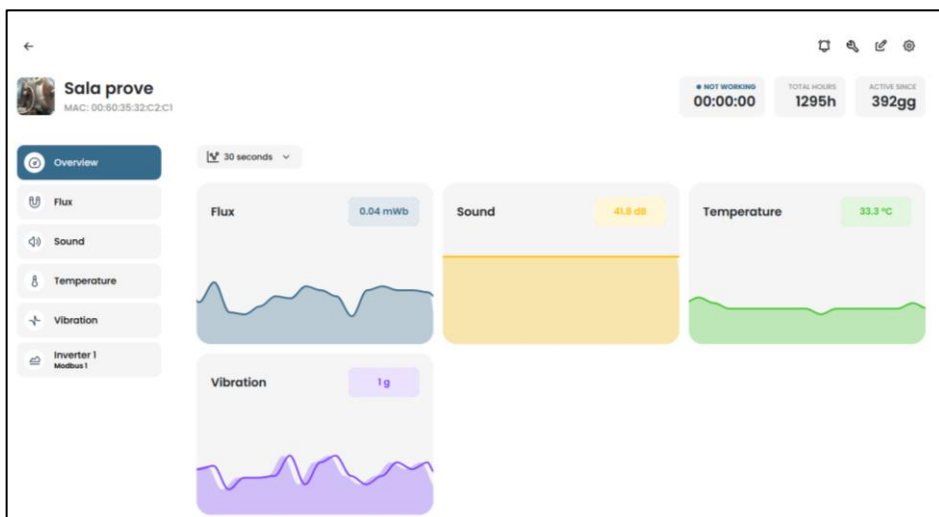 Sala prove
MAC: 00:60:35:32:C2:C1
NOT WORKING
00:00:00
TOTAL HOURS
1295h
ACTIVE SINCE
392gg
Overview
Flux
Sound
Temperature
Vibration
Inverter 1
Modbus 1
30 seconds
Flux
0.04 mWb
Sound
41.8 dB
Temperature
33.3 °C
Vibration
1 g